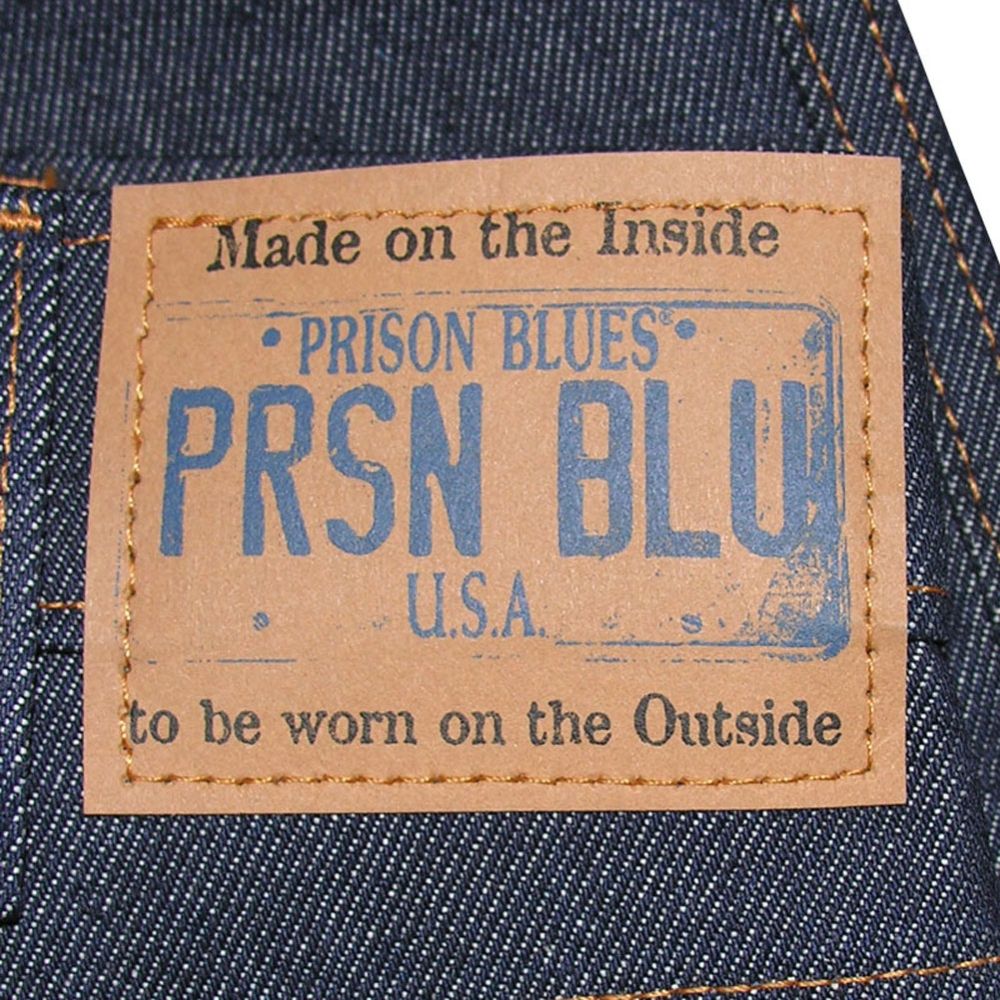 Made on the Inside
• PRISON BLUES® •
PRSN BLU
U.S.A.
to be worn on the Outside